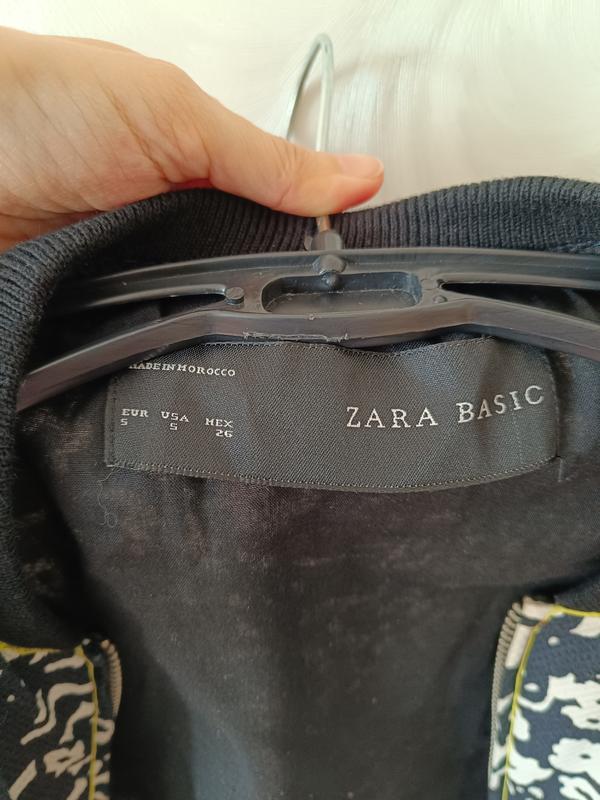 MADE IN MOROCCO
EUR USA MEX
S S 26
ZARA BASIC